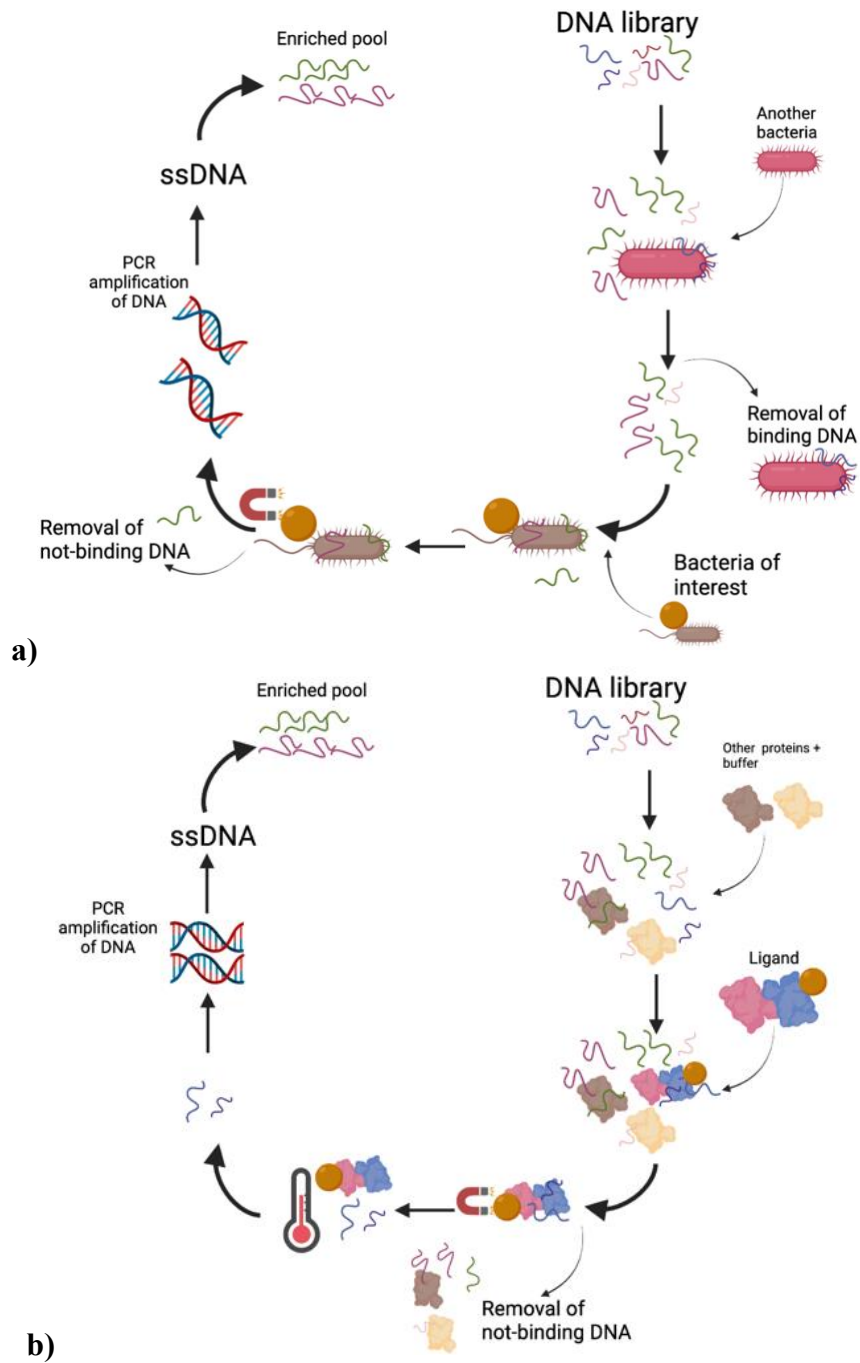 Enriched pool
DNA library
Another
bacteria
ssDNA
PCR
amplification
of DNA
Removal of
binding DNA
Removal of
not-binding DNA
Bacteria of
interest
a)
Enriched pool
DNA library
Other proteins +
buffer
ssDNA
PCR
amplification
of DNA
Ligand
Removal of
not-binding DNA
b)